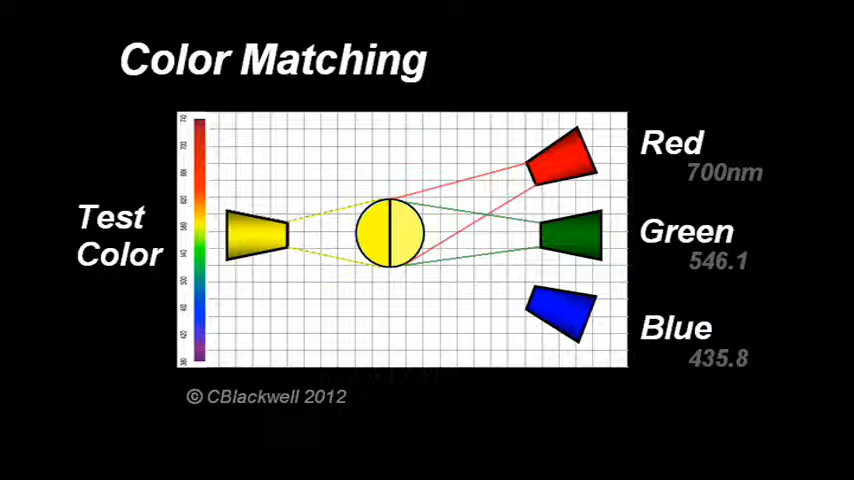 Color Matching
Red
700nm
Test
Color
Green
546.1
Blue
435.8
© CBlackwell 2012